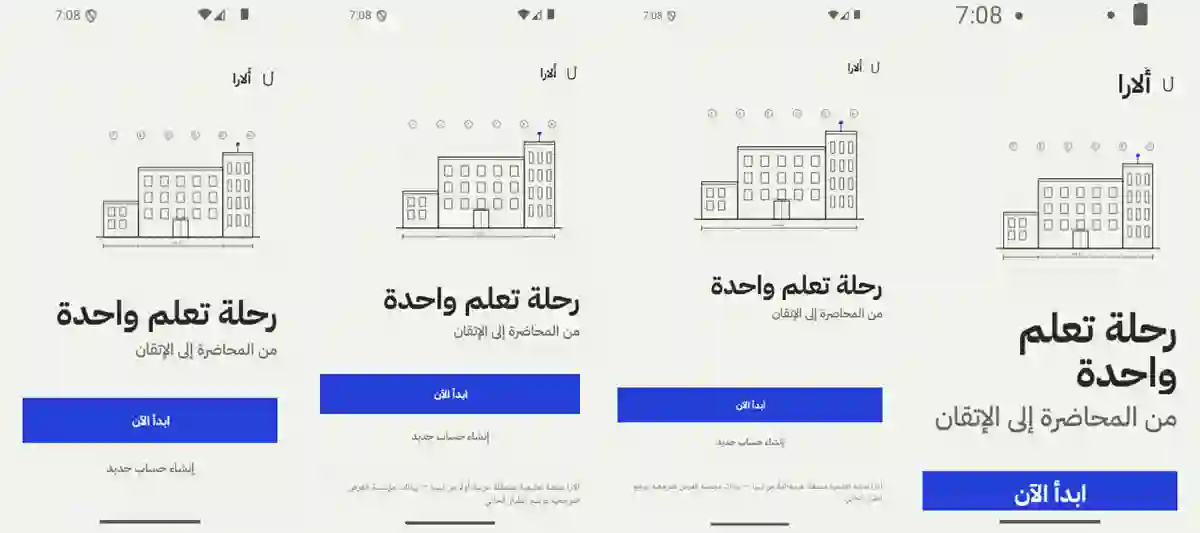 7:08
ألارا
رحلة تعلم واحدة
من المحاضرة إلى الإتقان
ابدأ الآن
إنشاء حساب جديد
7:08
ألارا
رحلة تعلم واحدة
من المحاضرة إلى الإتقان
ابدأ الآن
إنشاء حساب جديد
7:08
ألارا
رحلة تعلم واحدة
من المحاضرة إلى الإتقان
ابدأ الآن
إنشاء حساب جديد
7:08
ألارا
رحلة تعلم
واحدة
من المحاضرة إلى الإتقان
ابدأ الآن